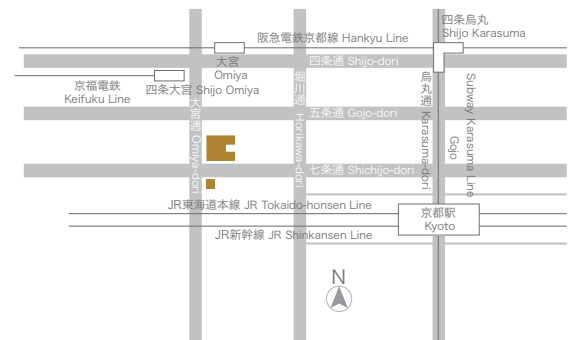 四条烏丸
Shijo Karasuma
阪急電鉄京都線 Hankyu Line
大宮
Omiya
四条通 Shijo-dori
京福電鉄
Keifuku Line
四条大宮 Shijo Omiya
大宮通 Omiya-dori
堀川通 Horikawa-dori
烏丸通 Karasuma-dori
Subway Karasuma Line
Gojo
五条通 Gojo-dori
七条通 Shichijo-dori
JR東海道本線 JR Tokaido-honsen Line
京都駅
Kyoto
JR新幹線 JR Shinkansen Line
N